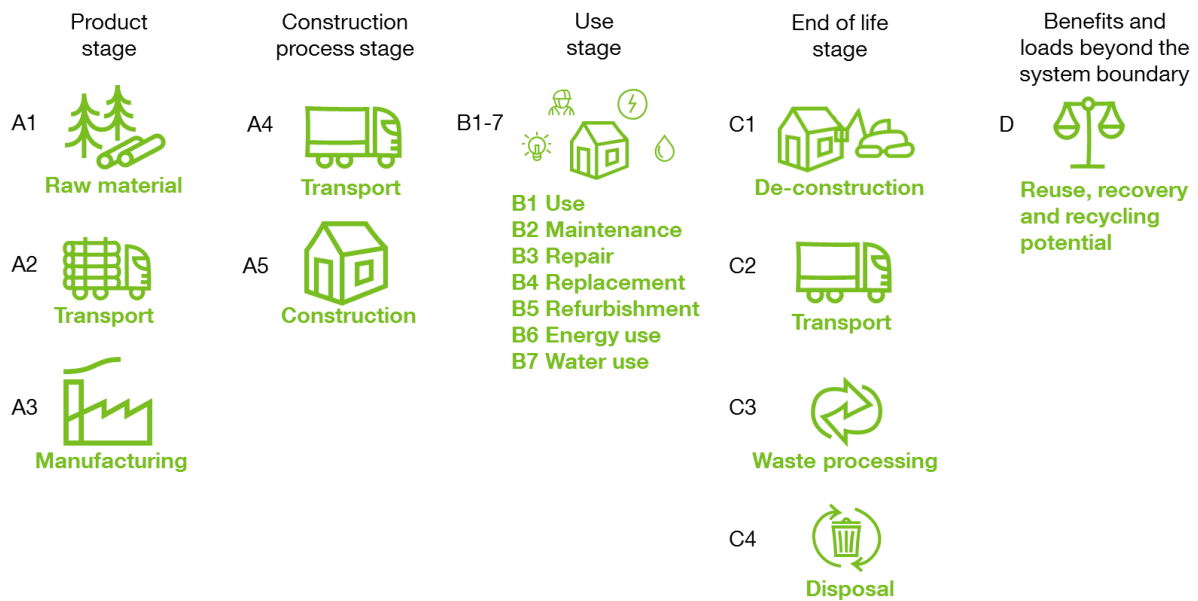 Product
stage
A1
Raw material
A2
Transport
A3
Manufacturing
Construction
process stage
A4
Transport
A5
Construction
Use
stage
B1-7
B1 Use
B2 Maintenance
B3 Repair
B4 Replacement
B5 Refurbishment
B6 Energy use
B7 Water use
End of life
stage
C1
De-construction
C2
Transport
C3
Waste processing
C4
Disposal
Benefits and
loads beyond the
system boundary
D
Reuse, recovery
and recycling
potential